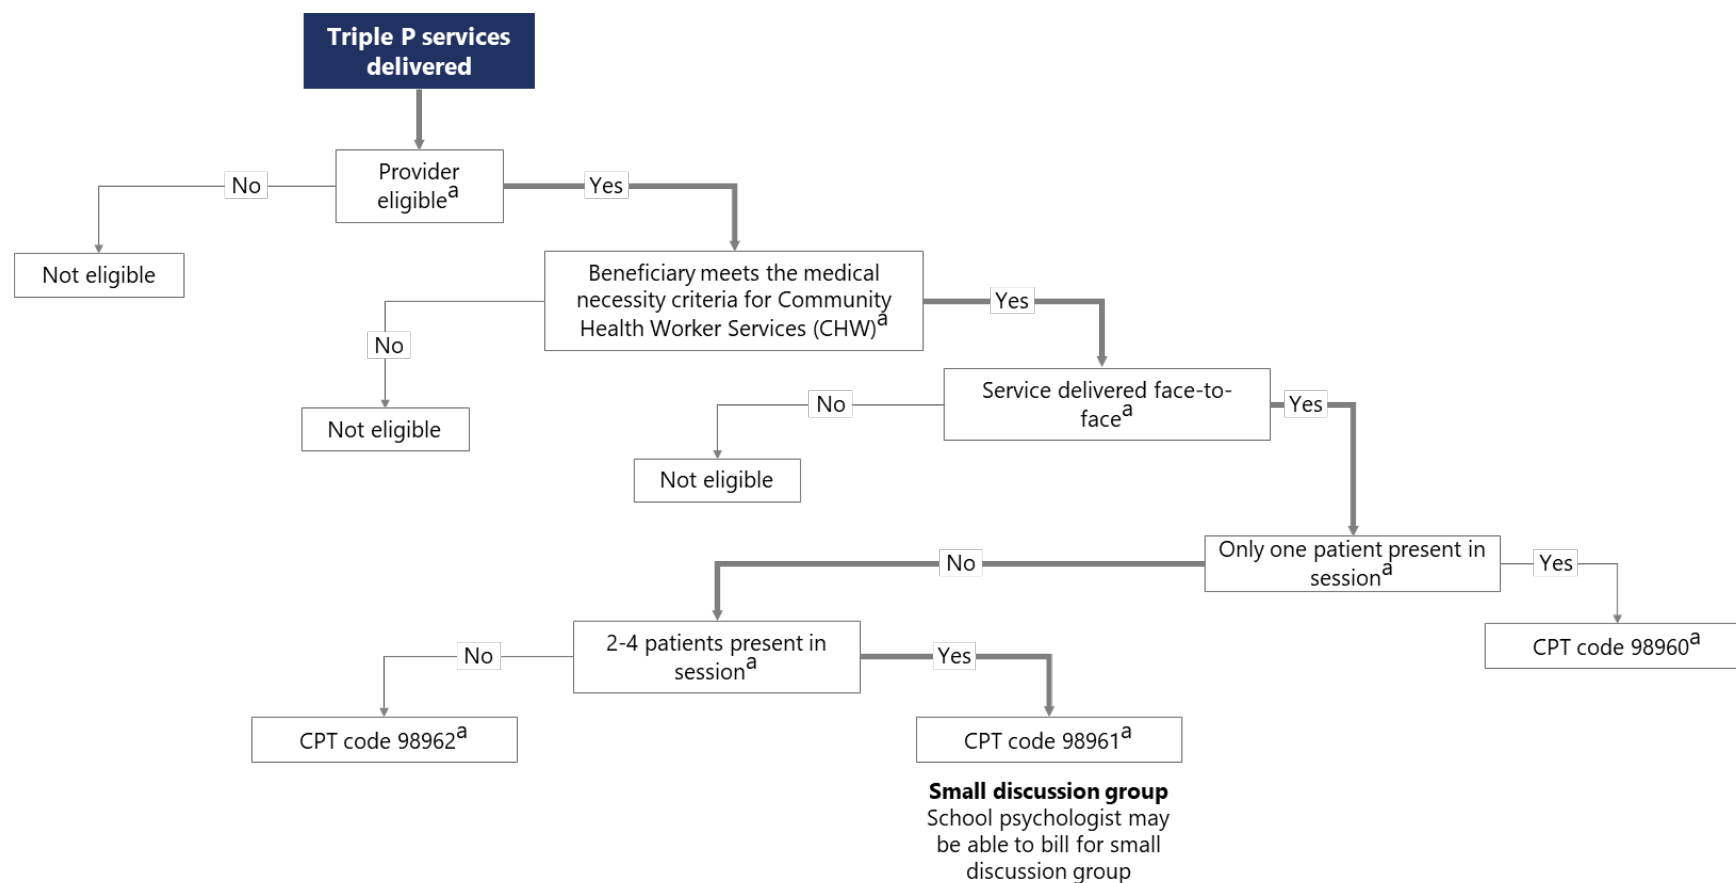 Triple P services
delivered
Provider
eligibleª
No
Yes
Not eligible
Beneficiary meets the medical
necessity criteria for Community
Health Worker Services (CHW)ª
No
Yes
Not eligible
Service delivered face-to-
faceª
No
Yes
Not eligible
Only one patient present in
sessionª
No
Yes
CPT code 98960ª
2-4 patients present in
sessionª
No
Yes
CPT code 98962ª
CPT code 98961ª
Small discussion group
School psychologist may
be able to bill for small
discussion group